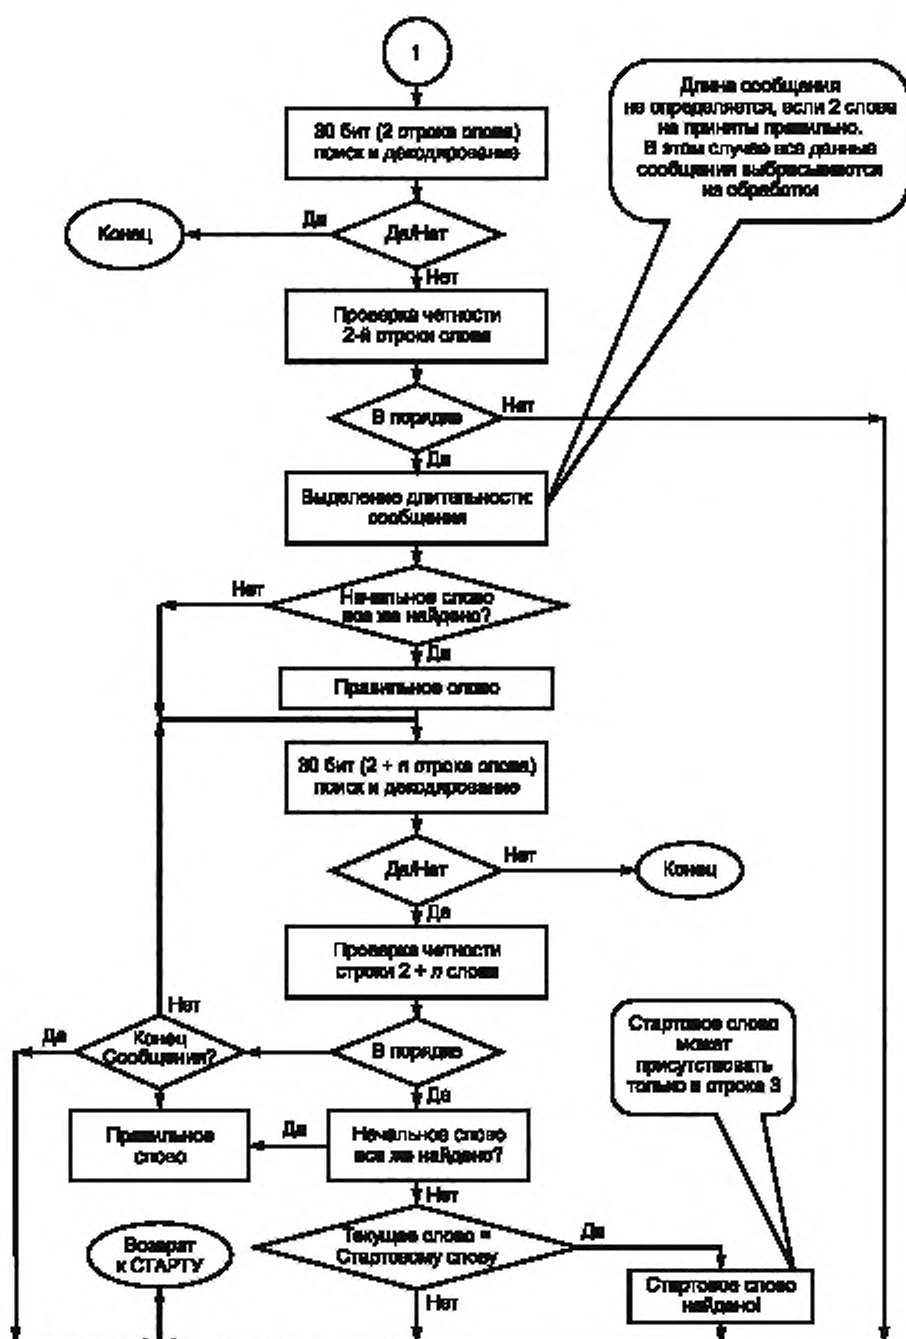 1
Длина сообщения
не определяется, если 2 слова
на приняты правильно.
В этом случае все данные
сообщения выбрасываются
из обработки
30 бит (2 строка слова)
поиск и декодирование
Да
Конец
Да/Нет
Нет
Проверка четности
2-й строки слова
В порядке
Нет
Да
Выделение длительности:
сообщения
Нет
Начальное слово
все же найдено?
Да
Правильное слово
30 бит (2 + n строка слова)
поиск и декодирование
Да/Нет
Нет
Конец
Да
Проверка четности
строки 2 + n слова
Нет
Да
Конец
Сообщения?
В порядке
Стартовое слово
может
присутствовать
только в строке 3
Да
Правильное
слово
Да
Начальное слово
все же найдено?
Нет
Возврат
к СТАРТУ
Текущее слово =
Стартовому слову
Да
Стартовое слово
найдено!
Нет